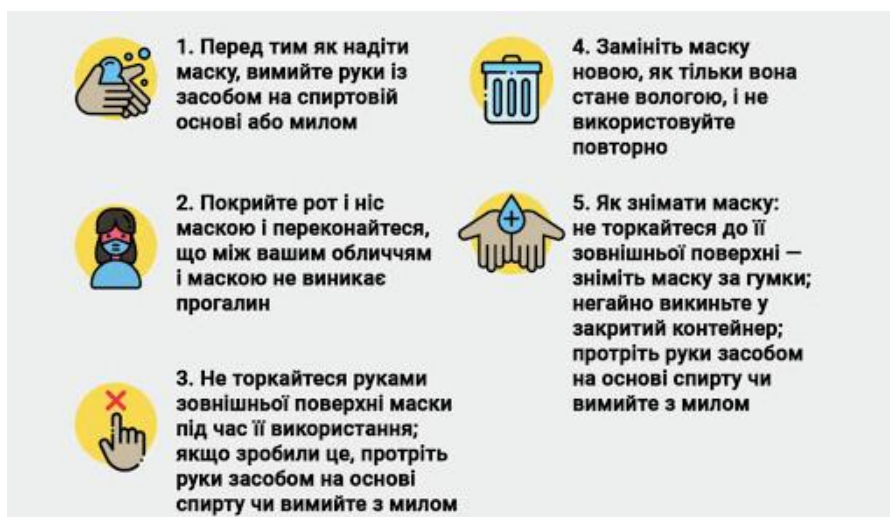 1. Перед тим як надіти
маску, вимийте руки із
засобом на спиртовій
основі або милом
2. Покрийте рот і ніс
маскою і переконайтеся,
що між вашим обличчям
і маскою не виникає
прогалин
3. Не торкайтеся руками
зовнішньої поверхні маски
під час її використання;
якщо зробили це, протріть
руки засобом на основі
спирту чи вимийте з милом
4. Замініть маску
новою, як тільки вона
стане вологою, і не
використовуйте
повторно
5. Як знімати маску:
не торкайтеся до її
зовнішньої поверхні —
зніміть маску за гумки;
негайно викиньте у
закритий контейнер;
протріть руки засобом
на основі спирту чи
вимийте з милом